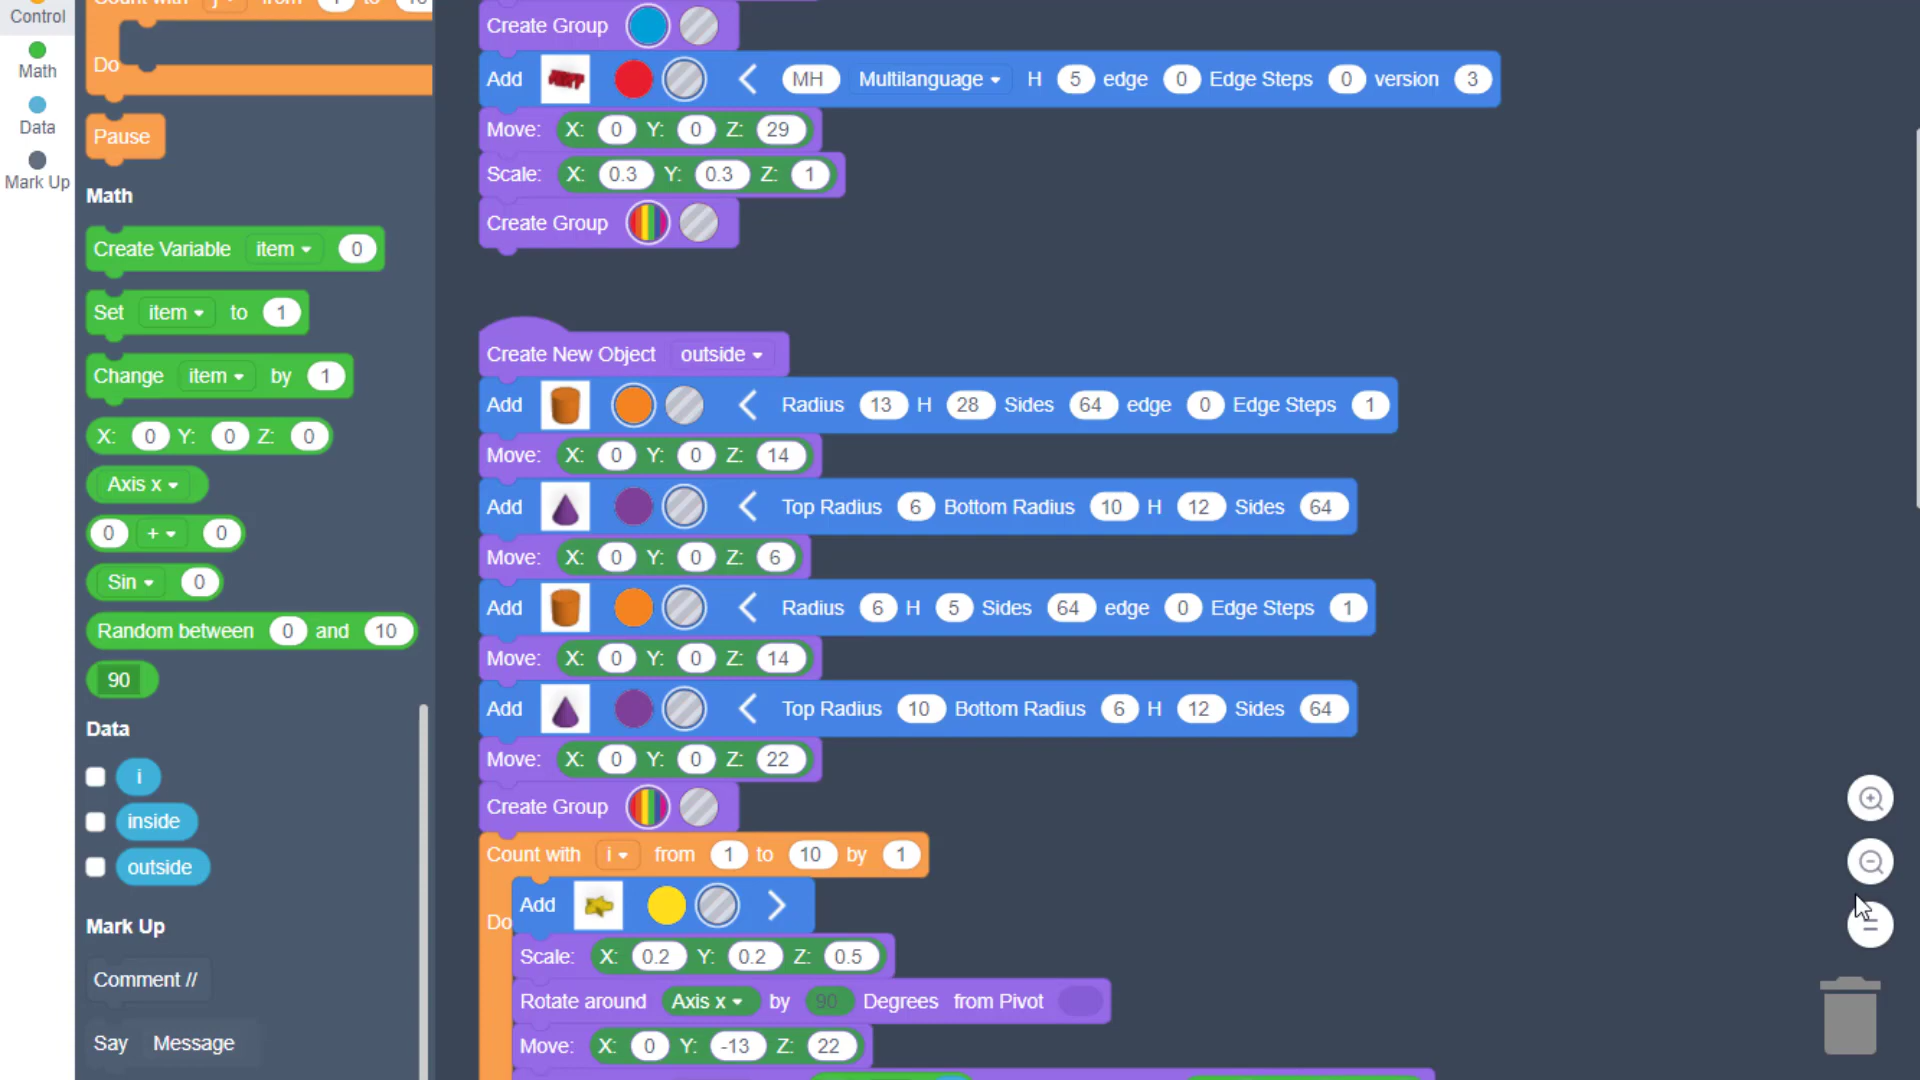 Control
Math
Data
Mark Up
Count with j from 1 to 10
Do
Pause
Math
Create Variable item 0
Set item to 1
Change item by 1
X: 0 Y: 0 Z: 0
Axis x
0 + 0
Sin 0
Random between 0 and 10
90
Data
i
inside
outside
Mark Up
Comment //
Say Message
Create Group
Add MH Multilanguage H 5 edge 0 Edge Steps 0 version 3
Move: X: 0 Y: 0 Z: 29
Scale: X: 0.3 Y: 0.3 Z: 1
Create Group
Create New Object outside
Add Radius 13 H 28 Sides 64 edge 0 Edge Steps 1
Move: X: 0 Y: 0 Z: 14
Add Top Radius 6 Bottom Radius 10 H 12 Sides 64
Move: X: 0 Y: 0 Z: 6
Add Radius 6 H 5 Sides 64 edge 0 Edge Steps 1
Move: X: 0 Y: 0 Z: 14
Add Top Radius 10 Bottom Radius 6 H 12 Sides 64
Move: X: 0 Y: 0 Z: 22
Create Group
Count with i from 1 to 10 by 1
Do
Add
Scale: X: 0.2 Y: 0.2 Z: 0.5
Rotate around Axis x by 90 Degrees from Pivot
Move: X: 0 Y: -13 Z: 22